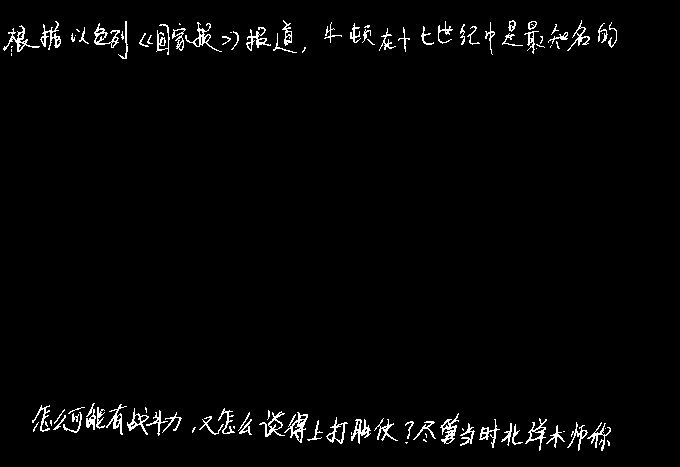 根据以色列《国家报》报道，牛顿在十七世纪中是最知名的
怎么可能有战斗力，又怎么谈得上打胜仗？尽管当时北洋水师你